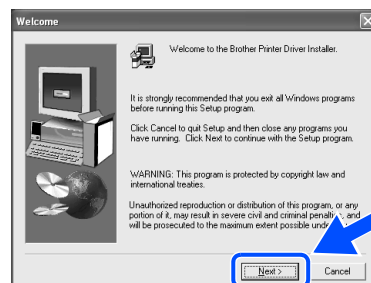 Welcome
Welcome to the Brother Printer Driver Installer.
It is strongly recommended that you exit all Windows programs
before running this Setup program.
Click Cancel to quit Setup and then close any programs you
have running. Click Next to continue with the Setup program.
WARNING: This program is protected by copyright law and
international treaties.
Unauthorized reproduction or distribution of this program, or any
portion of it, may result in severe civil and criminal penalties, and
will be prosecuted to the maximum extent possible under
Next >
Cancel